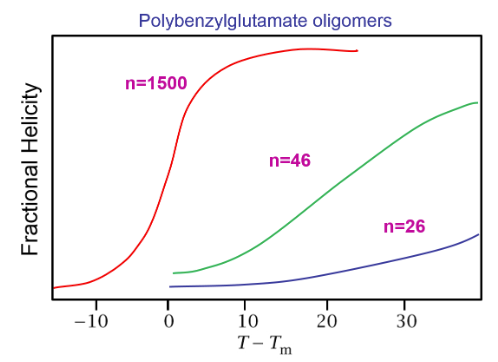 Polybenzylglutamate oligomers
Fractional Helicity
n=1500
n=46
n=26
−10 0 10 20 30
T − Tm